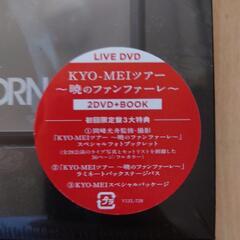 LIVE DVD
KYO-MEIツアー
～暁のファンファーレ～
2DVD+BOOK
初回限定盤3大特典
①岡峰光舟監修・撮影
「KYO-MEIツアー ～暁のファンファーレ～」
スペシャルフォトブックレット
②「KYO-MEIツアー ～暁のファンファーレ～」
ラミネートバックステージパス
③KYO-MEIスペシャルパッケージ
ORN